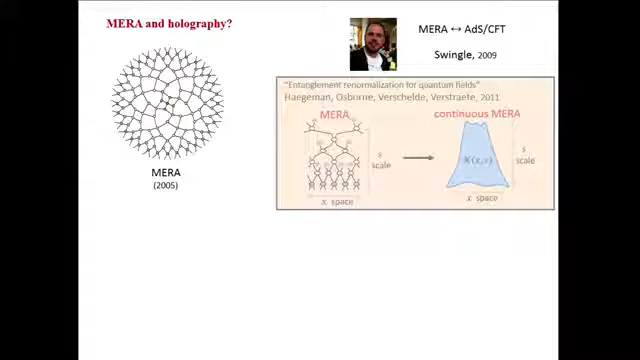 MERA and holography?
MERA ↔ AdS/CFT
Swingle, 2009
MERA
(2005)
"Entanglement renormalization for quantum fields"
Haegeman, Osborne, Verschelde, Verstraete, 2011
MERA
continuous MERA
s
scale
x space
s
scale
x space